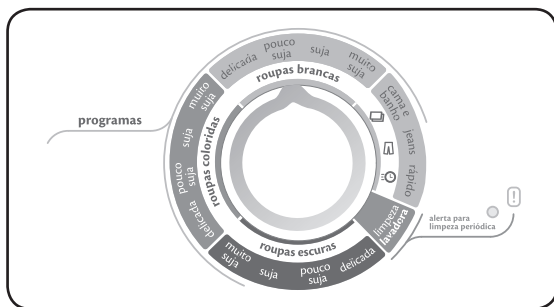 programas
delicada
pouco
suja
suja
muito
suja
roupas brancas
cama e
banho
jeans
rápido
limpeza
lavadora
delicada
pouco
suja
suja
muito
suja
roupas escuras
delicada
pouco
suja
suja
muito
suja
roupas coloridas
!
alerta para
limpeza periódica